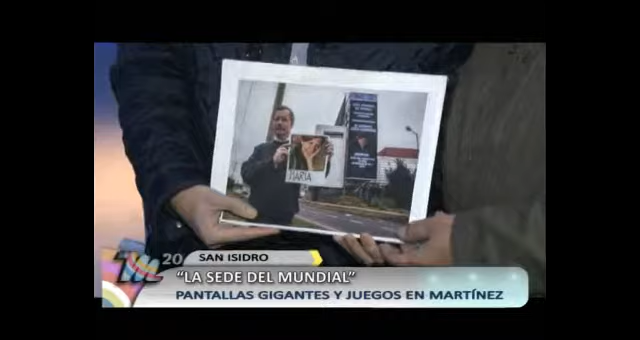 MARIA
20
SAN ISIDRO
"LA SEDE DEL MUNDIAL"
PANTALLAS GIGANTES Y JUEGOS EN MARTÍNEZ